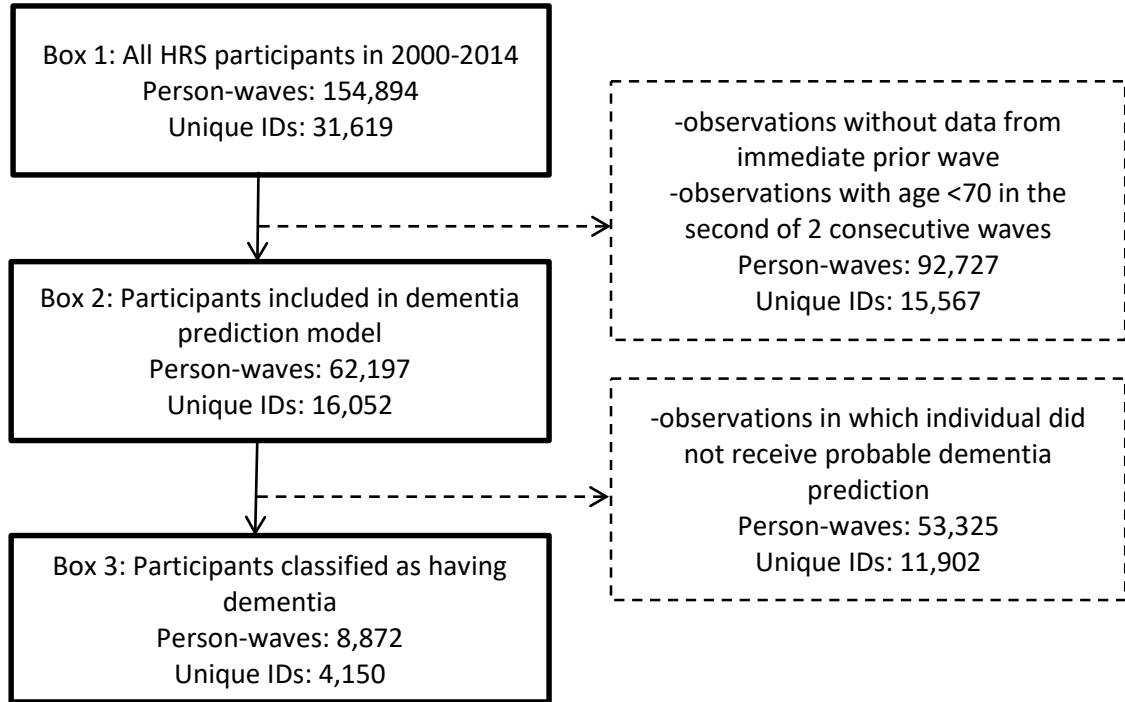 Box 1: All HRS participants in 2000-2014
Person-waves: 154,894
Unique IDs: 31,619
-observations without data from
immediate prior wave
-observations with age <70 in the
second of 2 consecutive waves
Person-waves: 92,727
Unique IDs: 15,567
Box 2: Participants included in dementia
prediction model
Person-waves: 62,197
Unique IDs: 16,052
-observations in which individual did
not receive probable dementia
prediction
Person-waves: 53,325
Unique IDs: 11,902
Box 3: Participants classified as having
dementia
Person-waves: 8,872
Unique IDs: 4,150